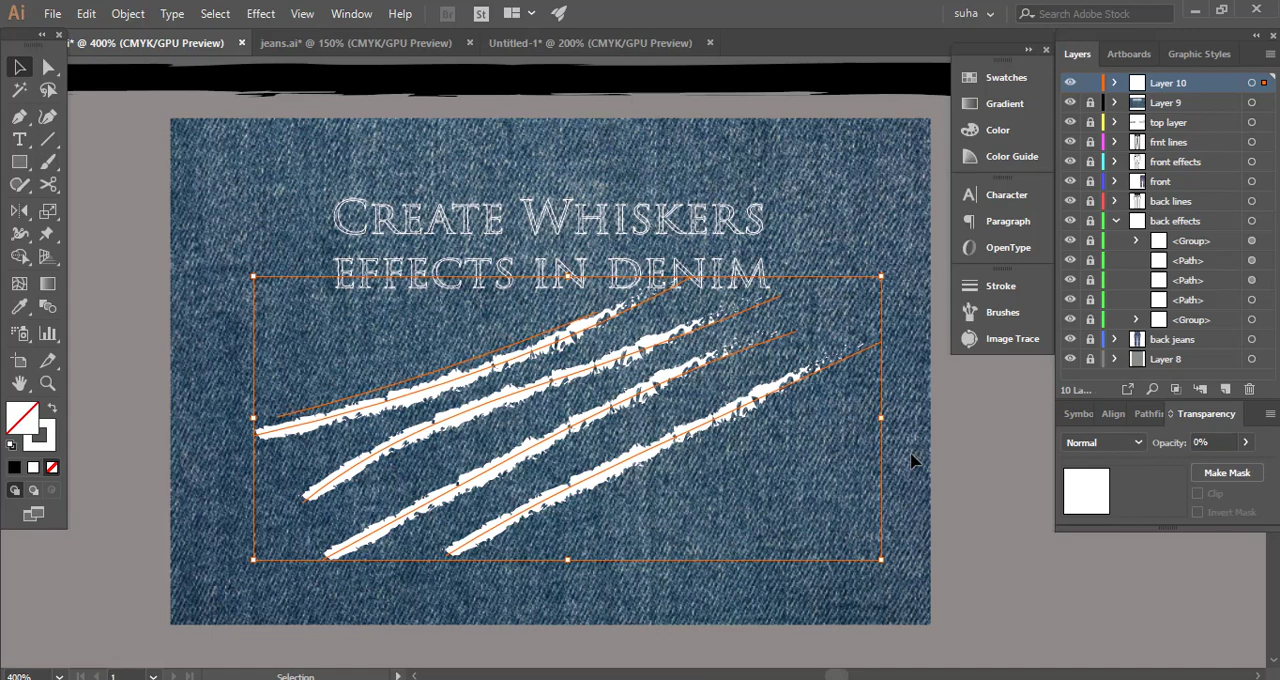 Ai File Edit Object Type Select Effect View Window Help Br St suha Search Adobe Stock
i* @ 400% (CMYK/GPU Preview) × jeans.ai* @ 150% (CMYK/GPU Preview) × Untitled-1* @ 200% (CMYK/GPU Preview) ×
Create Whiskers
effects in denim
Swatches
Gradient
Color
Color Guide
Character
Paragraph
OpenType
Stroke
Brushes
Image Trace
Layers Artboards Graphic Styles
Layer 10
Layer 9
top layer
frnt lines
front effects
front
back lines
back effects
<Group>
<Path>
<Path>
<Path>
<Group>
back jeans
Layer 8
10 La...
Symbo Align Pathfin Transparency
Normal Opacity: 0%
Make Mask
Clip
Invert Mask
400% 1 Selection